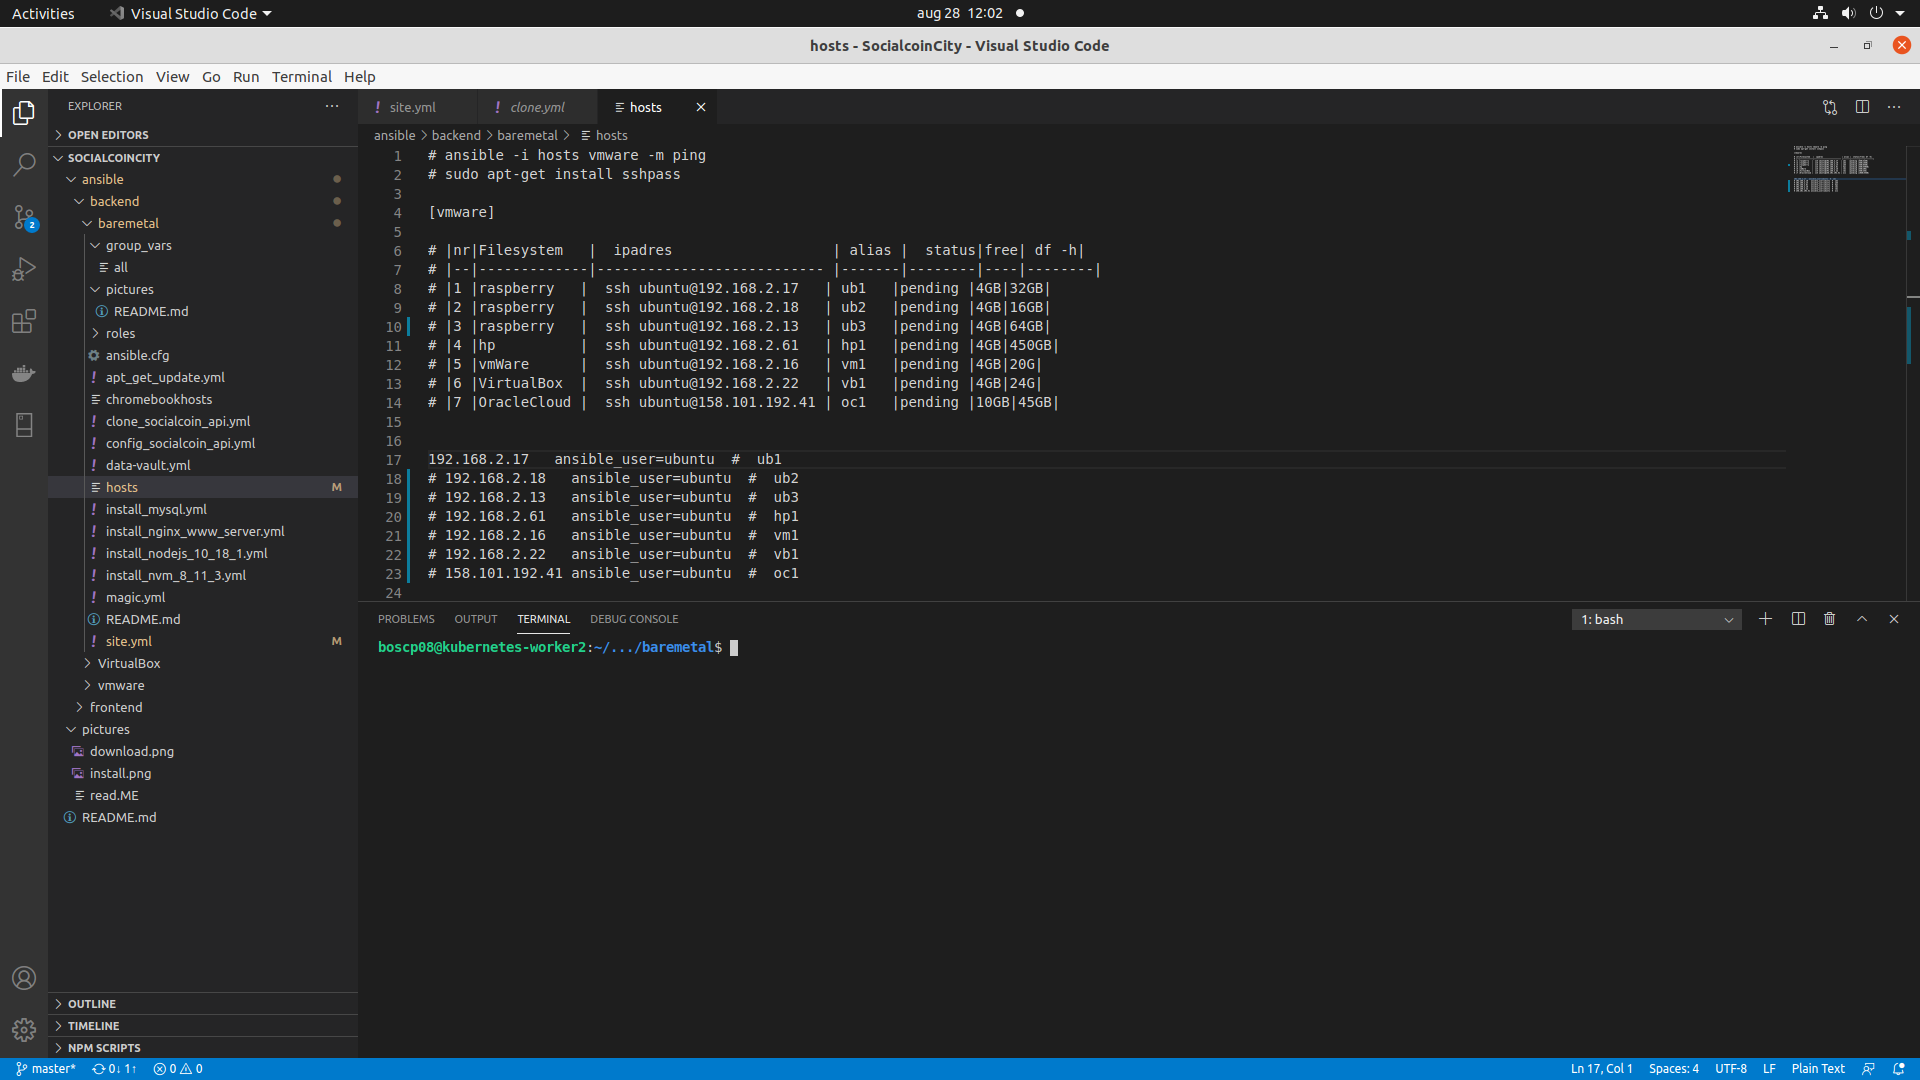 Activities Visual Studio Code aug 28 12:02
hosts - SocialcoinCity - Visual Studio Code
File Edit Selection View Go Run Terminal Help
EXPLORER
OPEN EDITORS
SOCIALCOINCITY
ansible
backend
baremetal
group_vars
all
pictures
README.md
roles
ansible.cfg
apt_get_update.yml
chromebookhosts
clone_socialcoin_api.yml
config_socialcoin_api.yml
data-vault.yml
hosts M
install_mysql.yml
install_nginx_www_server.yml
install_nodejs_10_18_1.yml
install_nvm_8_11_3.yml
magic.yml
README.md
site.yml M
VirtualBox
vmware
frontend
pictures
download.png
install.png
read.ME
README.md
OUTLINE
TIMELINE
NPM SCRIPTS
2
! site.yml ! clone.yml hosts
ansible > backend > baremetal > hosts
1 # ansible -i hosts vmware -m ping
2 # sudo apt-get install sshpass
3
4 [vmware]
5
6 # |nr|Filesystem   |  ipadres                   | alias |  status|free| df -h|
7 # |--|-------------|--------------------------- |-------|--------|----|--------|
8 # |1 |raspberry   |  ssh ubuntu@192.168.2.17   | ub1   |pending |4GB|32GB|
9 # |2 |raspberry   |  ssh ubuntu@192.168.2.18   | ub2   |pending |4GB|16GB|
10 # |3 |raspberry   |  ssh ubuntu@192.168.2.13   | ub3   |pending |4GB|64GB|
11 # |4 |hp          |  ssh ubuntu@192.168.2.61   | hp1   |pending |4GB|450GB|
12 # |5 |vmWare      |  ssh ubuntu@192.168.2.16   | vm1   |pending |4GB|20G|
13 # |6 |VirtualBox  |  ssh ubuntu@192.168.2.22   | vb1   |pending |4GB|24G|
14 # |7 |OracleCloud |  ssh ubuntu@158.101.192.41 | oc1   |pending |10GB|45GB|
15
16
17 192.168.2.17   ansible_user=ubuntu  #  ub1
18 # 192.168.2.18   ansible_user=ubuntu  #  ub2
19 # 192.168.2.13   ansible_user=ubuntu  #  ub3
20 # 192.168.2.61   ansible_user=ubuntu  #  hp1
21 # 192.168.2.16   ansible_user=ubuntu  #  vm1
22 # 192.168.2.22   ansible_user=ubuntu  #  vb1
23 # 158.101.192.41 ansible_user=ubuntu  #  oc1
24
PROBLEMS OUTPUT TERMINAL DEBUG CONSOLE 1: bash
boscp08@kubernetes-worker2:~/.../baremetal$
master* 0↓ 1↑ 0 0 Ln 17, Col 1 Spaces: 4 UTF-8 LF Plain Text